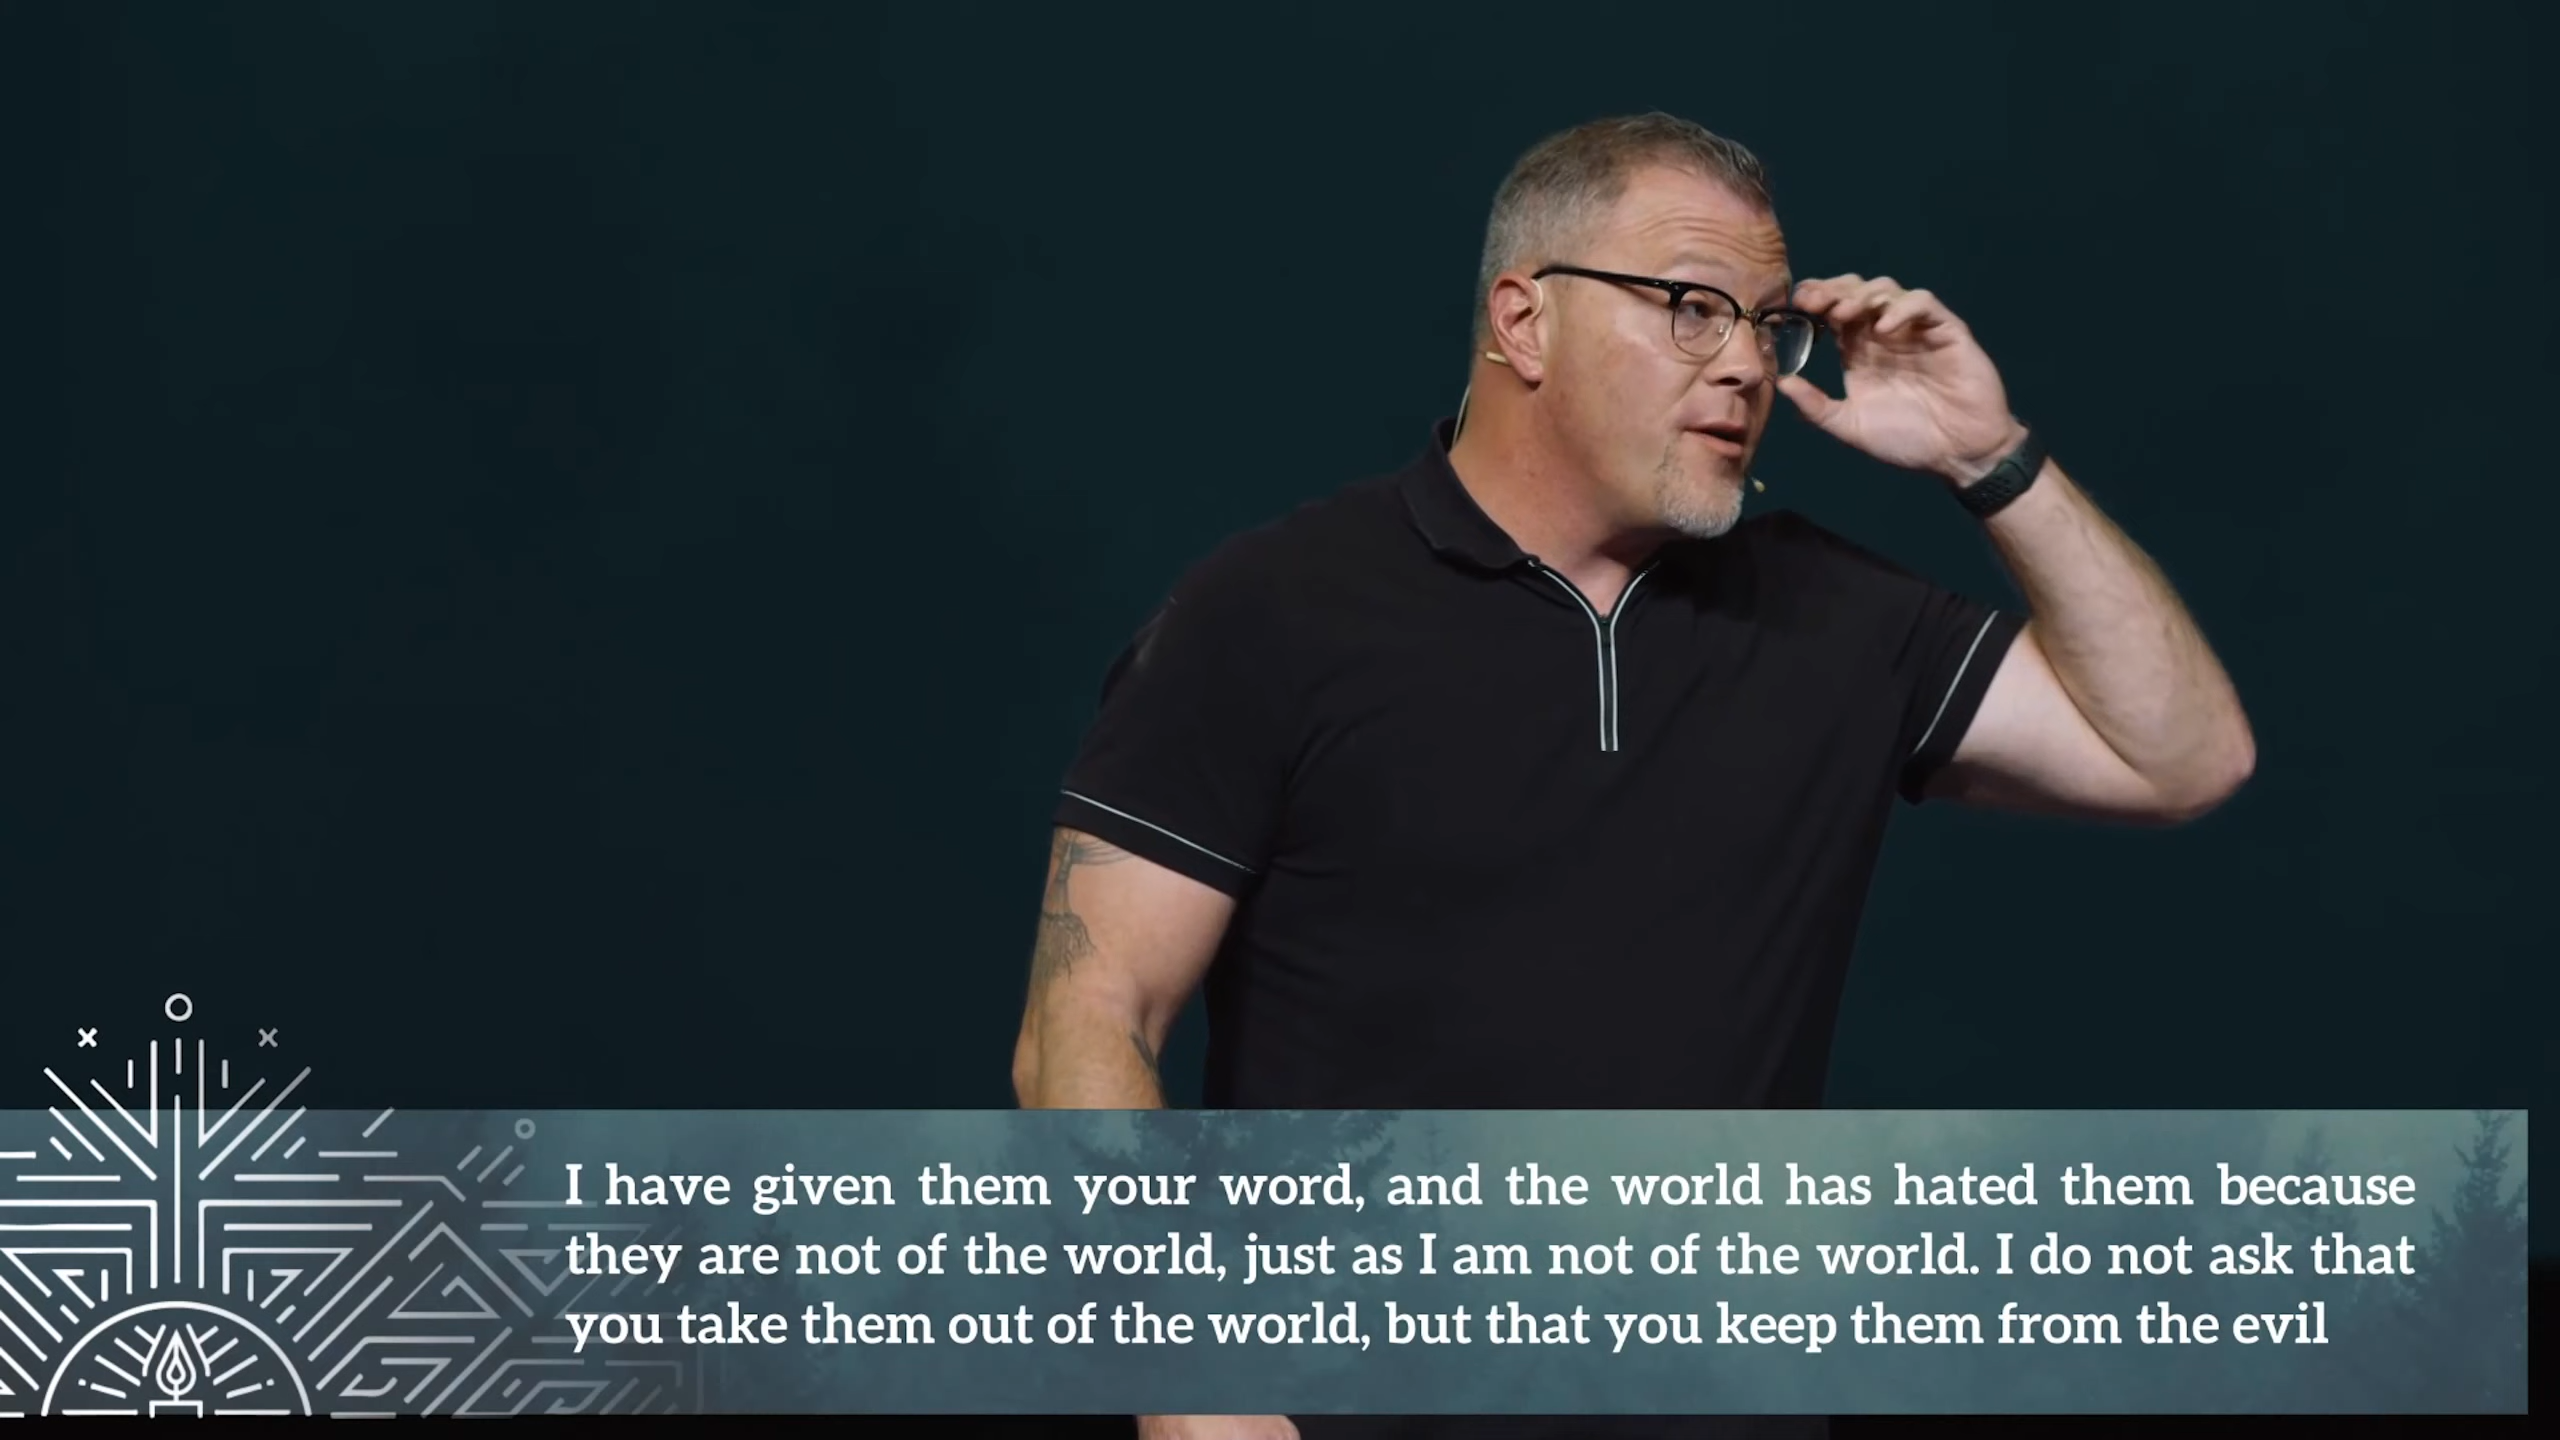 I have given them your word, and the world has hated them because
they are not of the world, just as I am not of the world. I do not ask that
you take them out of the world, but that you keep them from the evil